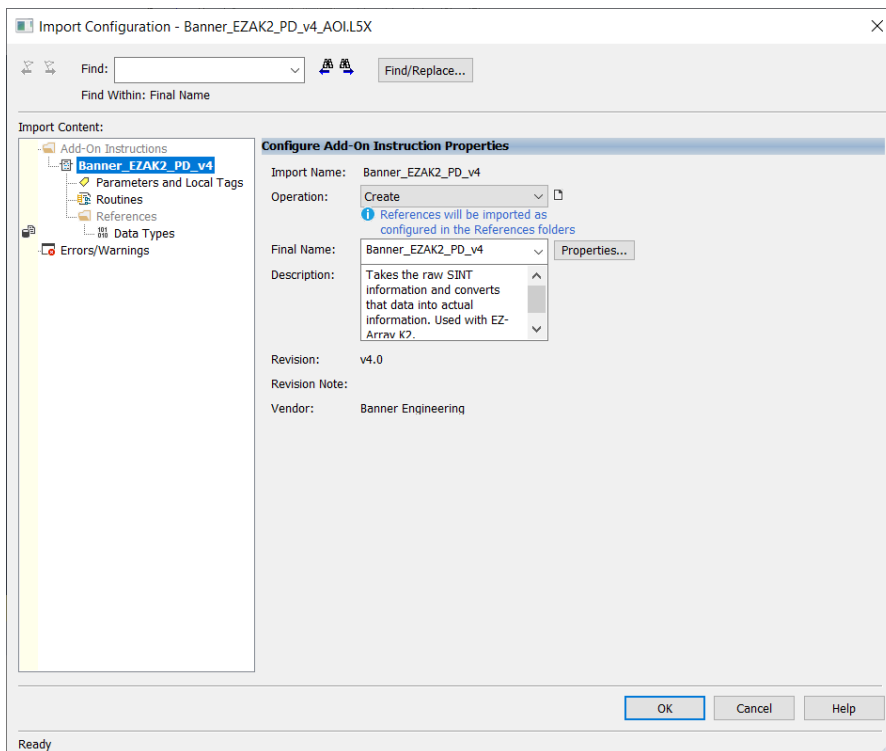 Import Configuration - Banner_EZAK2_PD_v4_AOI.L5X
Find:
Find/Replace...
Find Within: Final Name
Import Content:
Add-On Instructions
Banner_EZAK2_PD_v4
Parameters and Local Tags
Routines
References
Data Types
Errors/Warnings
Configure Add-On Instruction Properties
Import Name: Banner_EZAK2_PD_v4
Operation: Create
References will be imported as
configured in the References folders
Final Name: Banner_EZAK2_PD_v4 Properties...
Description: Takes the raw SINT
information and converts
that data into actual
information. Used with EZ-
Array K2.
Revision: v4.0
Revision Note:
Vendor: Banner Engineering
OK Cancel Help
Ready